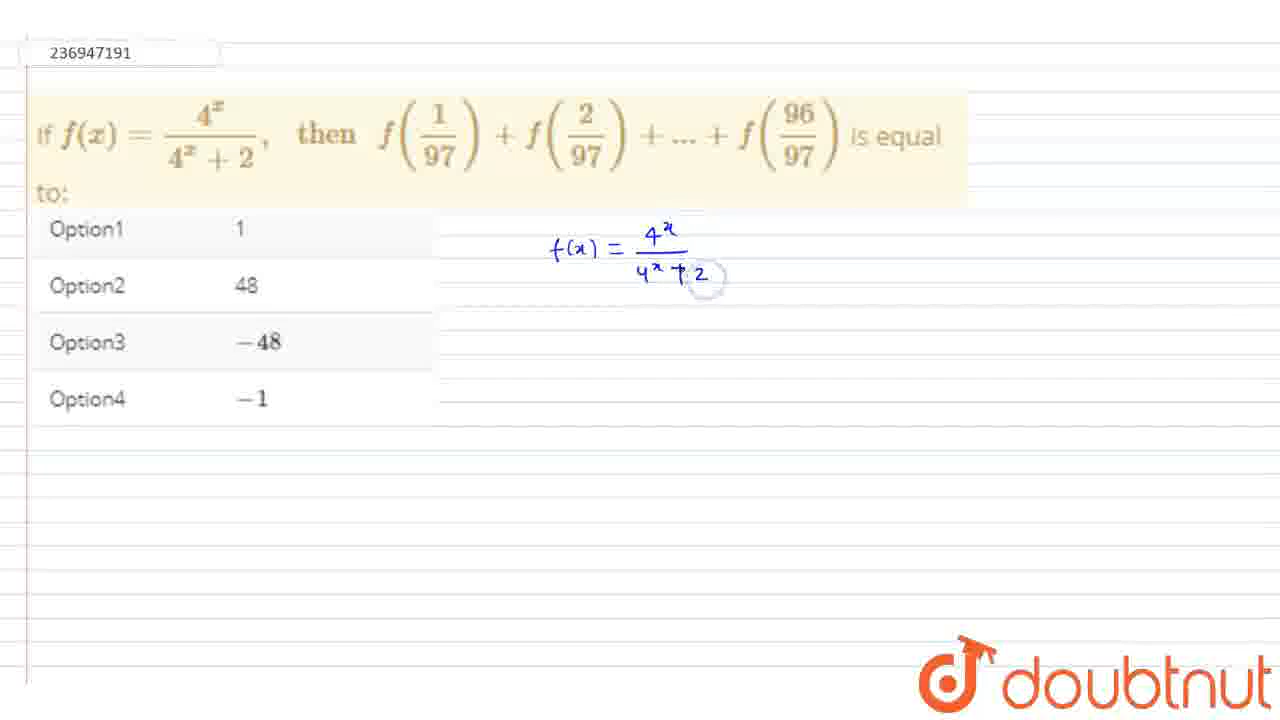 236947191
If f(x) = 4^x / (4^x + 2), then f(1/97) + f(2/97) + ... + f(96/97) is equal
to:
Option1 1
Option2 48
Option3 −48
Option4 −1
f(x) = 4^x / (4^x + 2)
doubtnut